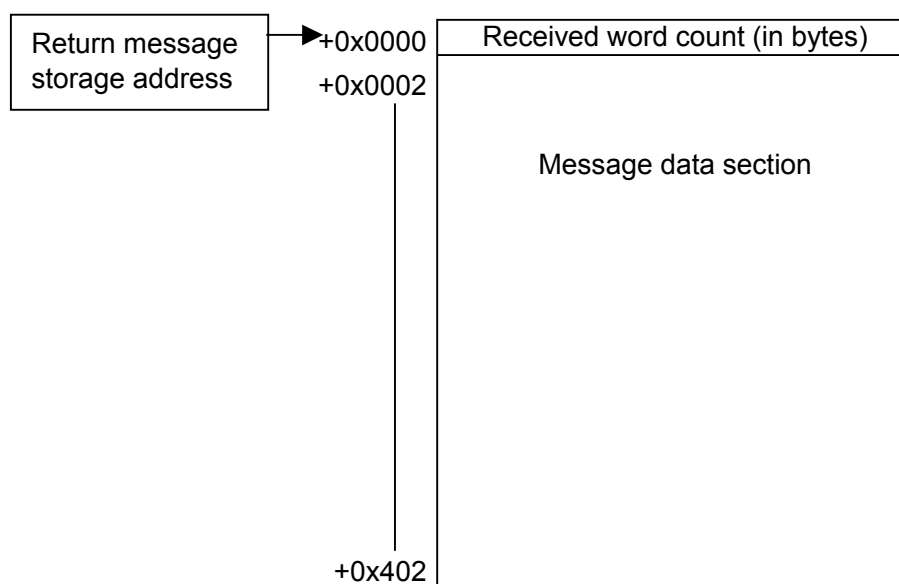 Return message
storage address
+0x0000
Received word count (in bytes)
+0x0002
Message data section
+0x402